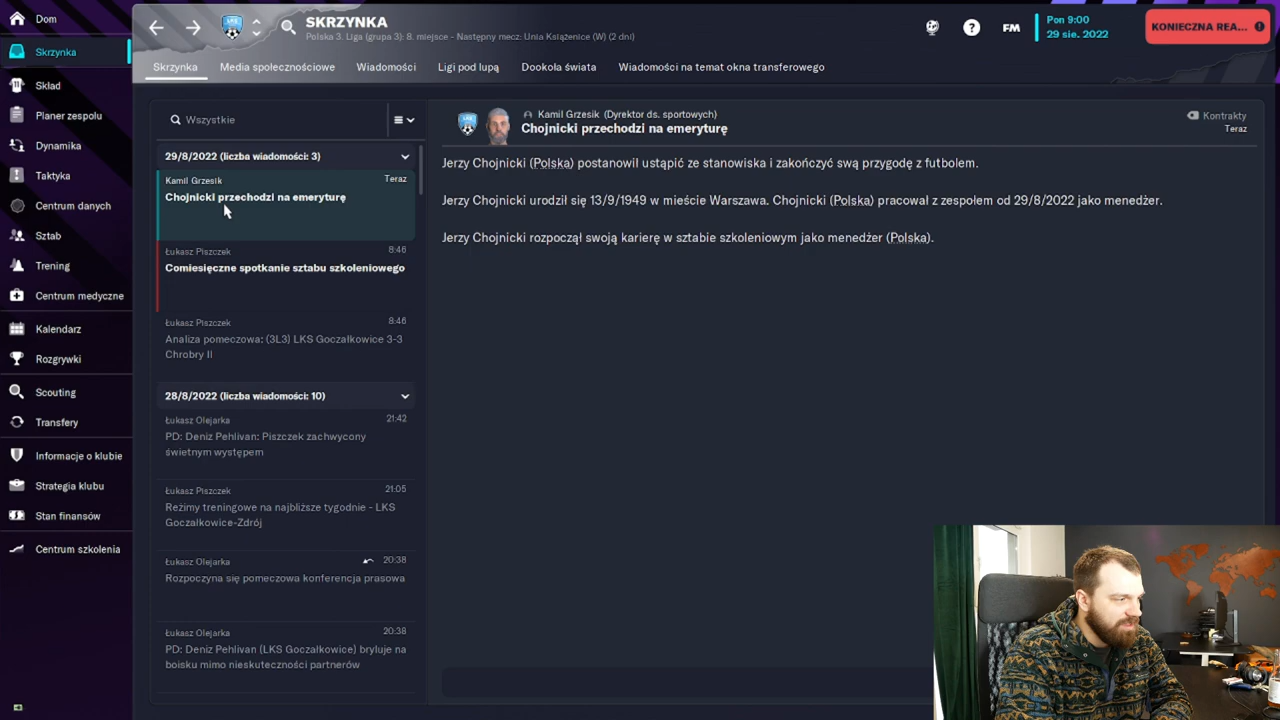 Dom
Skrzynka
Skład
Planer zespołu
Dynamika
Taktyka
Centrum danych
Sztab
Trening
Centrum medyczne
Kalendarz
Rozgrywki
Scouting
Transfery
Informacje o klubie
Strategia klubu
Stan finansów
Centrum szkolenia
SKRZYNKA
Polska 3. Liga (grupa 3): 8. miejsce - Następny mecz: Unia Książenice (W) (2 dni)
FM
Pon 9:00
29 sie. 2022
KONIECZNA REA...
Skrzynka Media społecznościowe Wiadomości Ligi pod lupą Dookoła świata Wiadomości na temat okna transferowego
Wszystkie
29/8/2022 (liczba wiadomości: 3)
Kamil Grzesik Teraz
Chojnicki przechodzi na emeryturę
Łukasz Piszczek 8:46
Comiesięczne spotkanie sztabu szkoleniowego
Łukasz Piszczek 8:46
Analiza pomeczowa: (3L3) LKS Goczałkowice 3-3
Chrobry II
28/8/2022 (liczba wiadomości: 10)
Łukasz Olejarka 21:42
PD: Deniz Pehlivan: Piszczek zachwycony
świetnym występem
Łukasz Piszczek 21:05
Reżimy treningowe na najbliższe tygodnie - LKS
Goczałkowice-Zdrój
Łukasz Olejarka 20:38
Rozpoczyna się pomeczowa konferencja prasowa
Łukasz Olejarka 20:38
PD: Deniz Pehlivan (LKS Goczałkowice) bryluje na
boisku mimo nieskuteczności partnerów
Kamil Grzesik (Dyrektor ds. sportowych)
Chojnicki przechodzi na emeryturę
Kontrakty
Teraz
Jerzy Chojnicki (Polska) postanowił ustąpić ze stanowiska i zakończyć swą przygodę z futbolem.
Jerzy Chojnicki urodził się 13/9/1949 w mieście Warszawa. Chojnicki (Polska) pracował z zespołem od 29/8/2022 jako menedżer.
Jerzy Chojnicki rozpoczął swoją karierę w sztabie szkoleniowym jako menedżer (Polska).